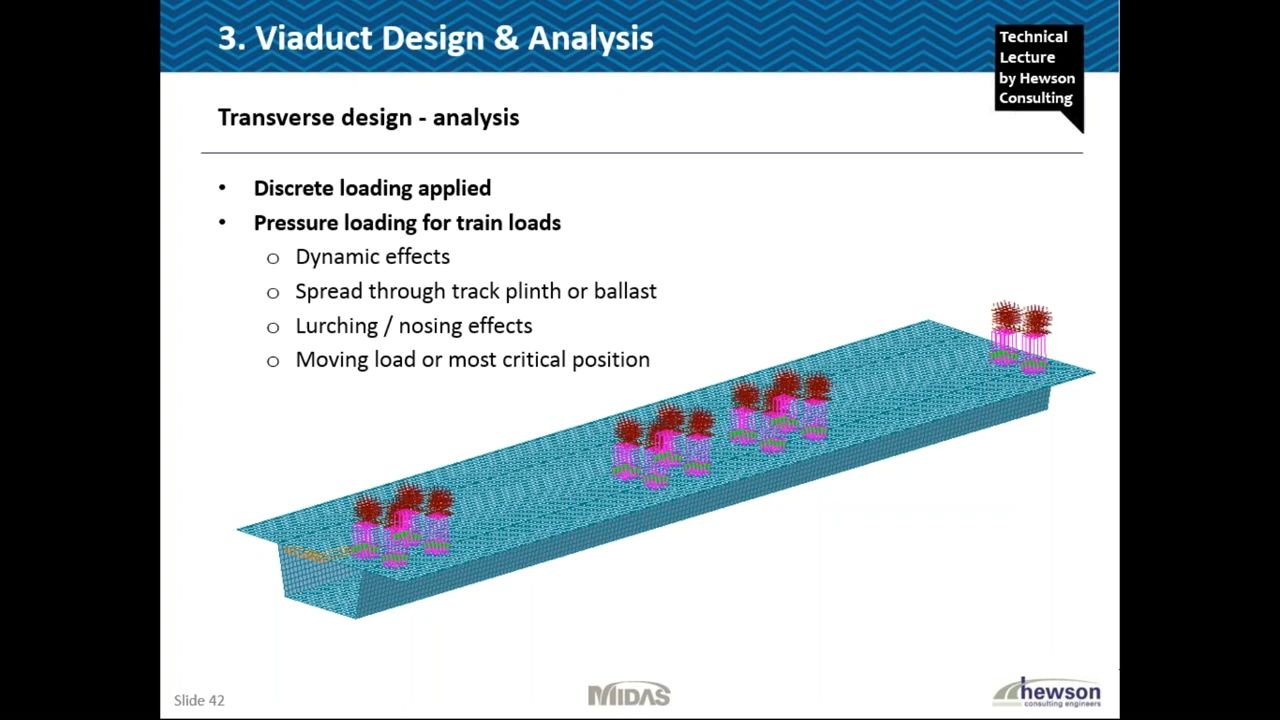 3. Viaduct Design & Analysis
Technical
Lecture
by Hewson
Consulting
Transverse design - analysis
• Discrete loading applied
• Pressure loading for train loads
o Dynamic effects
o Spread through track plinth or ballast
o Lurching / nosing effects
o Moving load or most critical position
Slide 42
MIDAS
hewson
consulting engineers